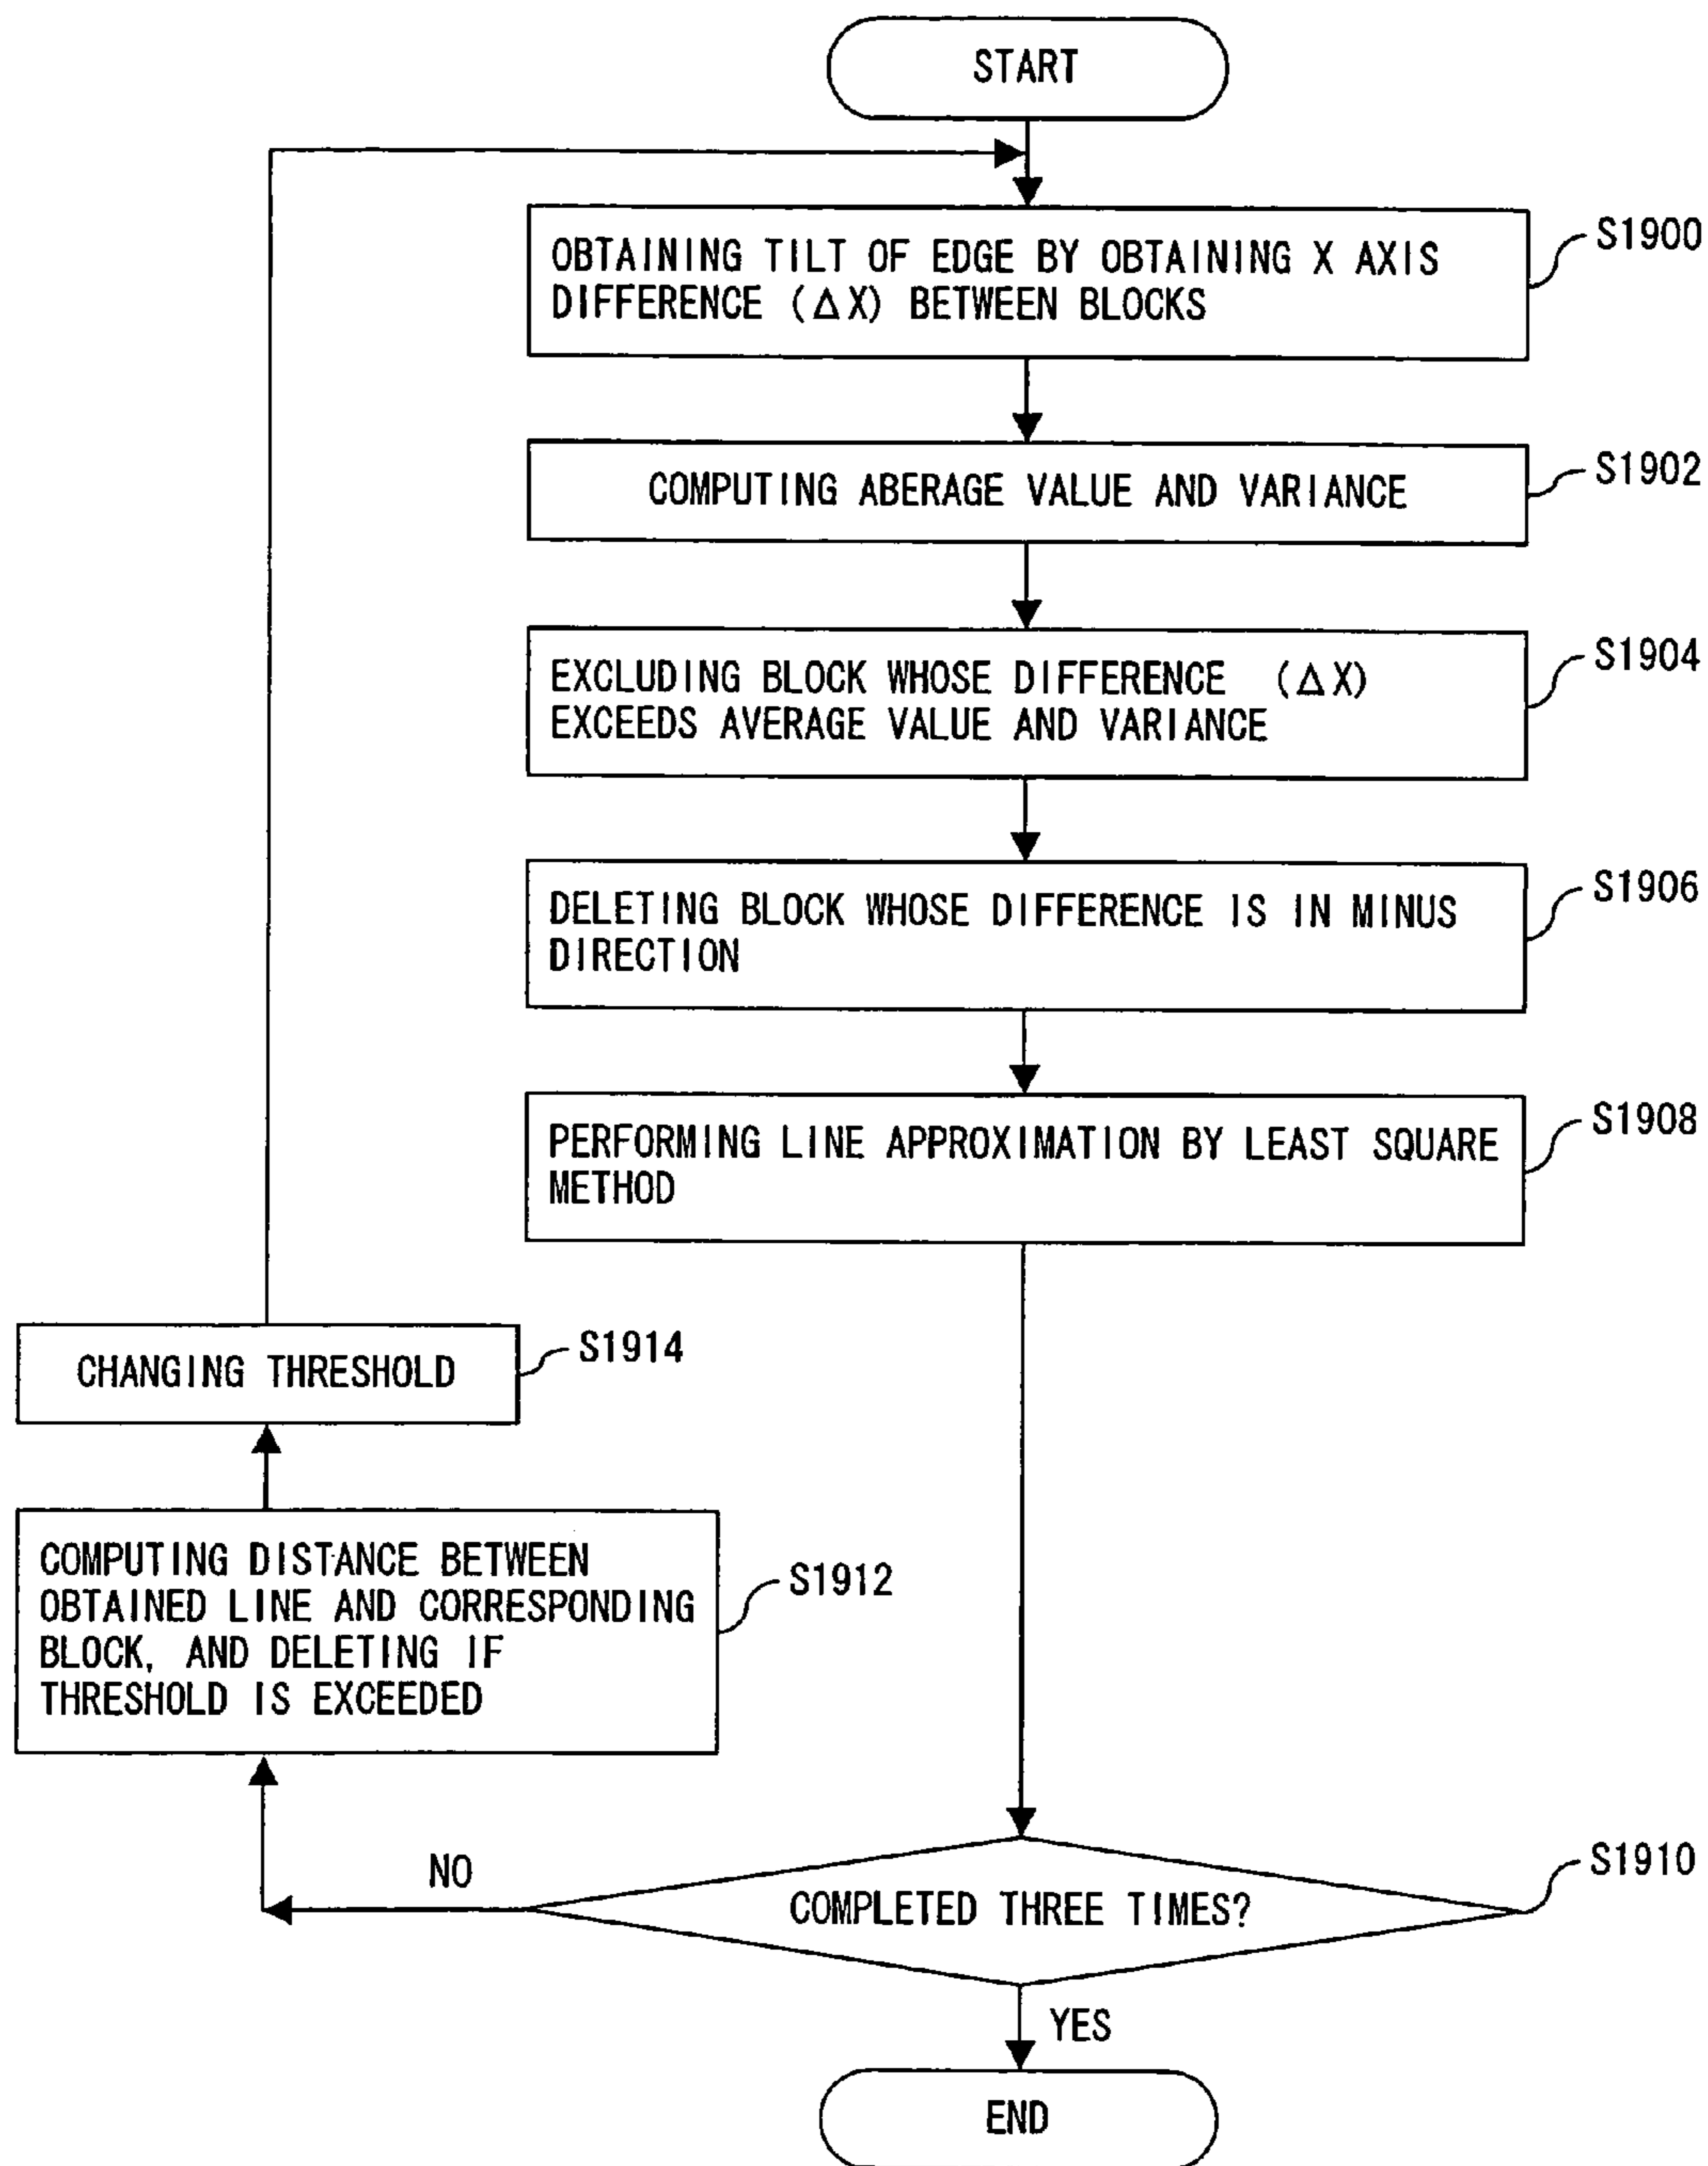 START
OBTAINING TILT OF EDGE BY OBTAINING X AXIS
DIFFERENCE (ΔX) BETWEEN BLOCKS
S1900
COMPUTING ABERAGE VALUE AND VARIANCE
S1902
EXCLUDING BLOCK WHOSE DIFFERENCE (ΔX)
EXCEEDS AVERAGE VALUE AND VARIANCE
S1904
DELETING BLOCK WHOSE DIFFERENCE IS IN MINUS
DIRECTION
S1906
PERFORMING LINE APPROXIMATION BY LEAST SQUARE
METHOD
S1908
CHANGING THRESHOLD
S1914
COMPUTING DISTANCE BETWEEN
OBTAINED LINE AND CORRESPONDING
BLOCK, AND DELETING IF
THRESHOLD IS EXCEEDED
S1912
NO
COMPLETED THREE TIMES?
S1910
YES
END